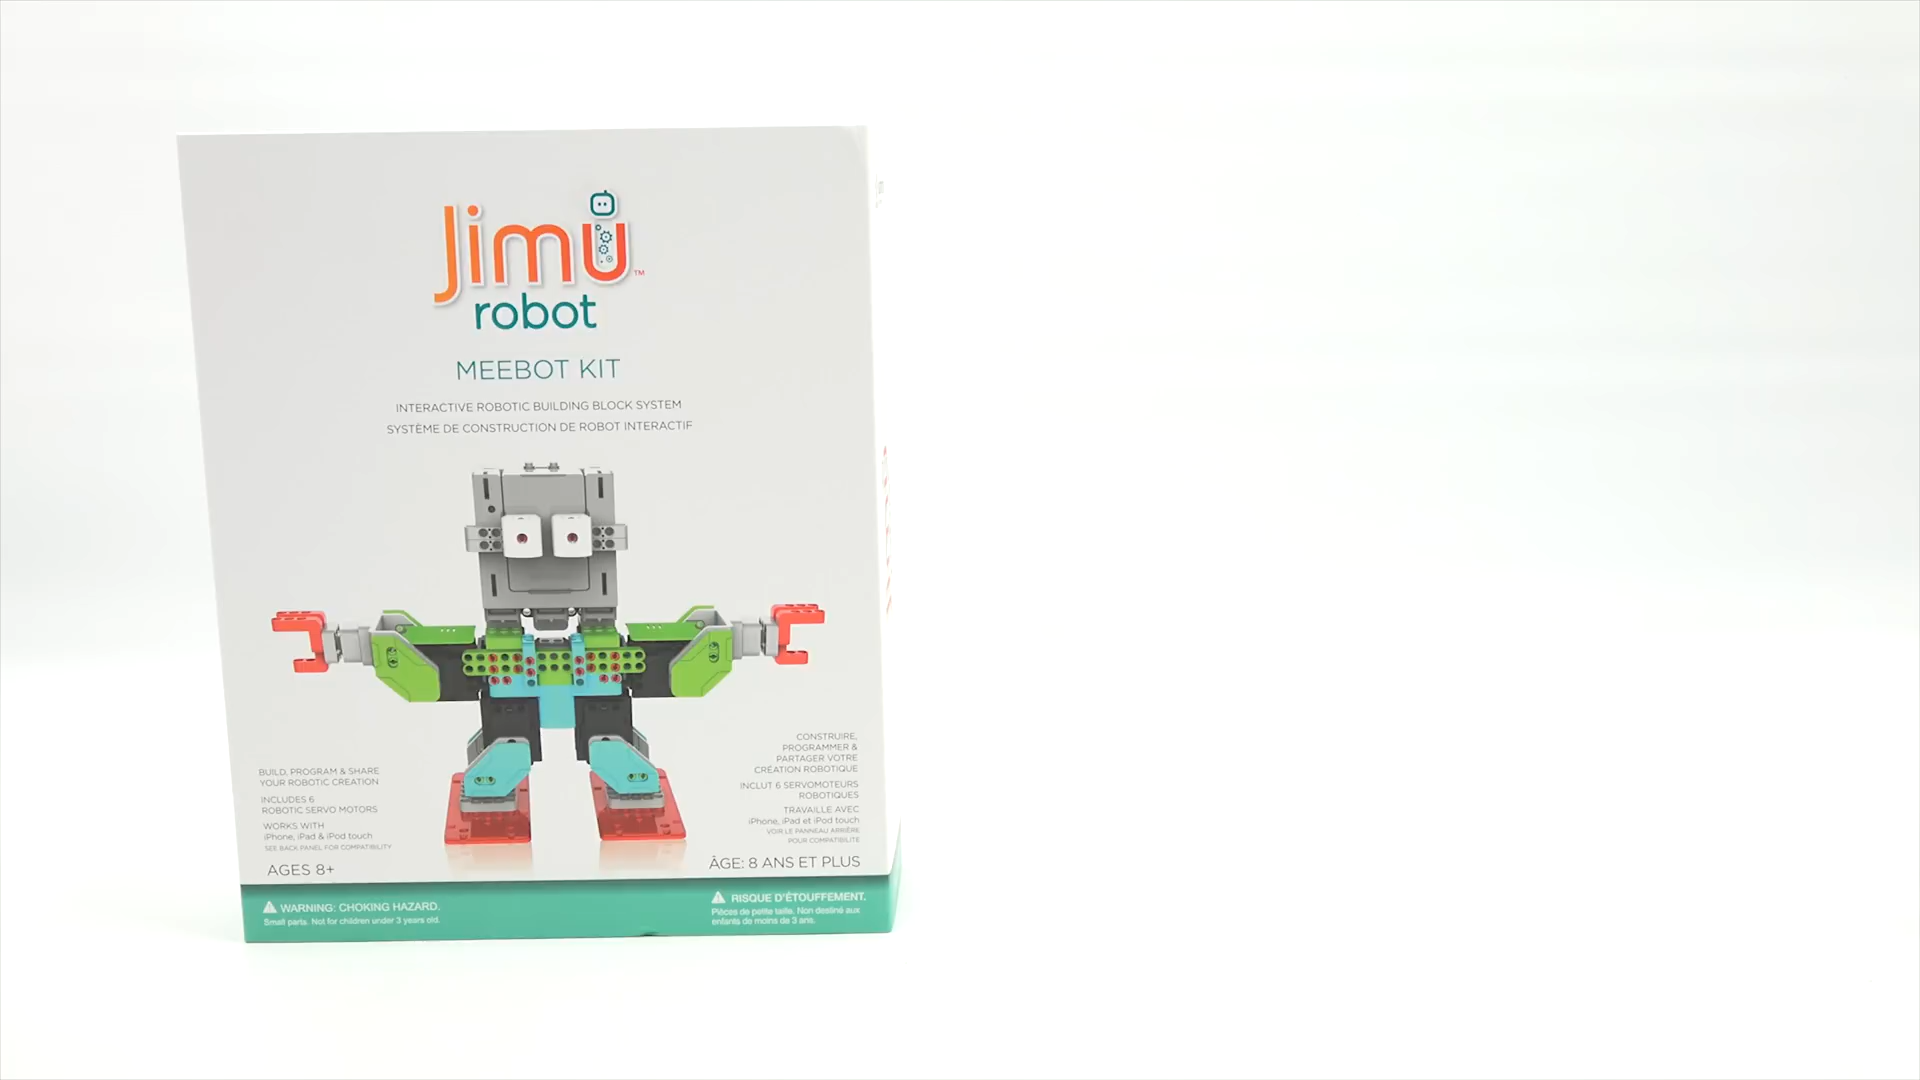 Jimu™
robot
MEEBOT KIT
INTERACTIVE ROBOTIC BUILDING BLOCK SYSTEM
SYSTÈME DE CONSTRUCTION DE ROBOT INTERACTIF
BUILD, PROGRAM & SHARE
YOUR ROBOTIC CREATION
INCLUDES 6
ROBOTIC SERVO MOTORS
WORKS WITH
iPhone, iPad & iPod touch
SEE BACK PANEL FOR COMPATIBILITY
AGES 8+
CONSTRUIRE,
PROGRAMMER &
PARTAGER VOTRE
CRÉATION ROBOTIQUE
INCLUT 6 SERVOMOTEURS
ROBOTIQUES
TRAVAILLE AVEC
iPhone, iPad et iPod touch
VOIR LE PANNEAU ARRIÈRE
POUR COMPATIBILITE
ÂGE: 8 ANS ET PLUS
WARNING: CHOKING HAZARD.
Small parts. Not for children under 3 years old.
RISQUE D'ÉTOUFFEMENT.
Pièces de petite taille. Non destiné aux
enfants de moins de 3 ans.